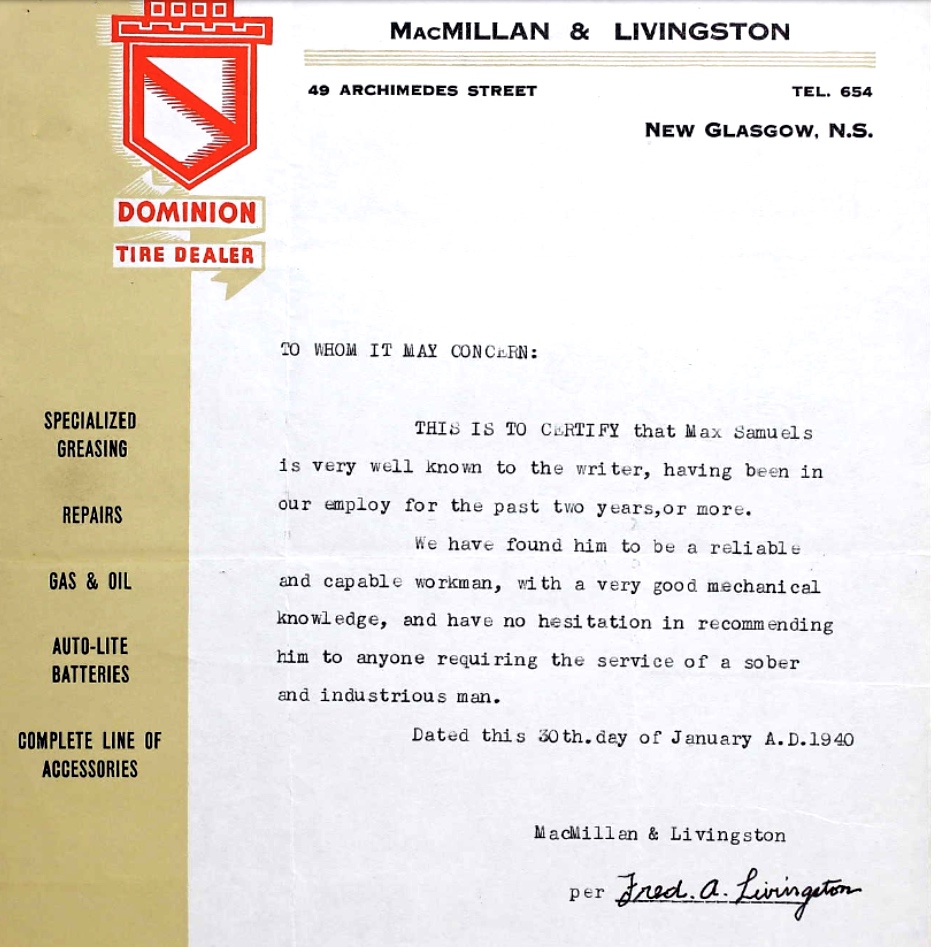 MacMILLAN & LIVINGSTON
49 ARCHIMEDES STREET TEL. 654
NEW GLASGOW, N.S.
DOMINION
TIRE DEALER
SPECIALIZED
GREASING
REPAIRS
GAS & OIL
AUTO-LITE
BATTERIES
COMPLETE LINE OF
ACCESSORIES
TO WHOM IT MAY CONCERN:
THIS IS TO CERTIFY that Max Samuels
is very well known to the writer, having been in
our employ for the past two years,or more.
We have found him to be a reliable
and capable workman, with a very good mechanical
knowledge, and have no hesitation in recommending
him to anyone requiring the service of a sober
and industrious man.
Dated this 30th.day of January A.D.1940
MacMillan & Livingston
per Fred. A. Livingston